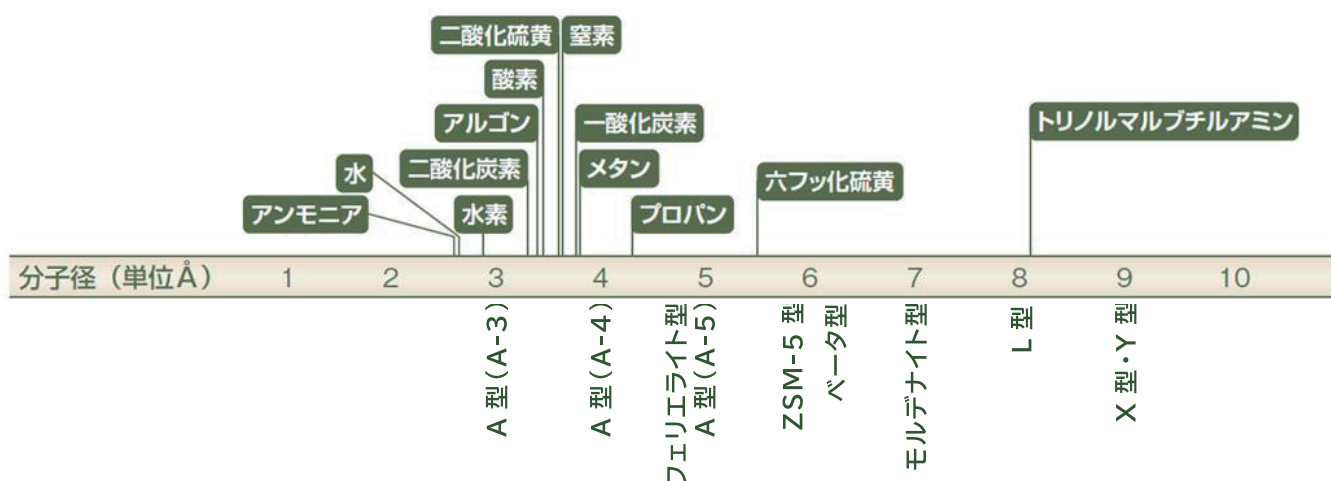 二酸化硫黄
窒素
酸素
アルゴン
一酸化炭素
トリノルマルブチルアミン
水
二酸化炭素
メタン
六フッ化硫黄
アンモニア
水素
プロパン
分子径（単位Å） 1 2 3 4 5 6 7 8 9 10
A 型(A-3)
A 型(A-4)
フェリエライト型
A 型(A-5)
ZSM-5 型
ベータ型
モルデナイト型
L 型
X 型・Y 型